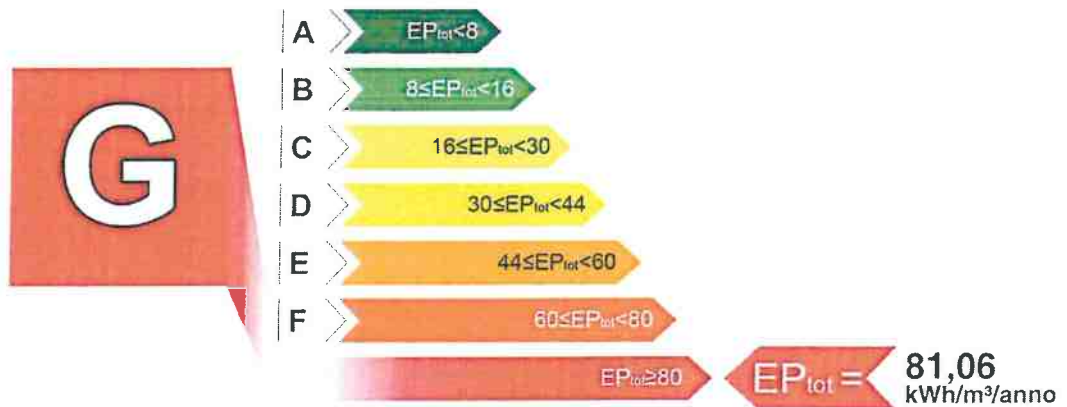 G
A EPtot<8
B 8≤EPtot<16
C 16≤EPtot<30
D 30≤EPtot<44
E 44≤EPtot<60
F 60≤EPtot<80
EPtot≥80
EPtot = 81,06
kWh/m³/anno